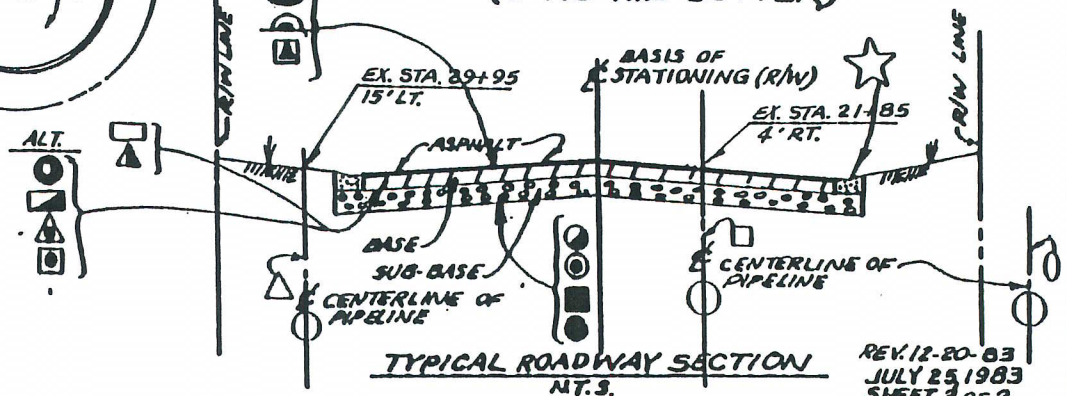 R/W LINE
BASIS OF
℄ STATIONING (R/W)
R/W LINE
EX. STA. 29+95
15' LT.
EX. STA. 21+85
4' RT.
ALT.
ASPHALT
BASE
SUB-BASE
℄ CENTERLINE OF
PIPELINE
℄ CENTERLINE OF
PIPELINE
TYPICAL ROADWAY SECTION
N.T.S.
REV. 12-20-83
JULY 25, 1983